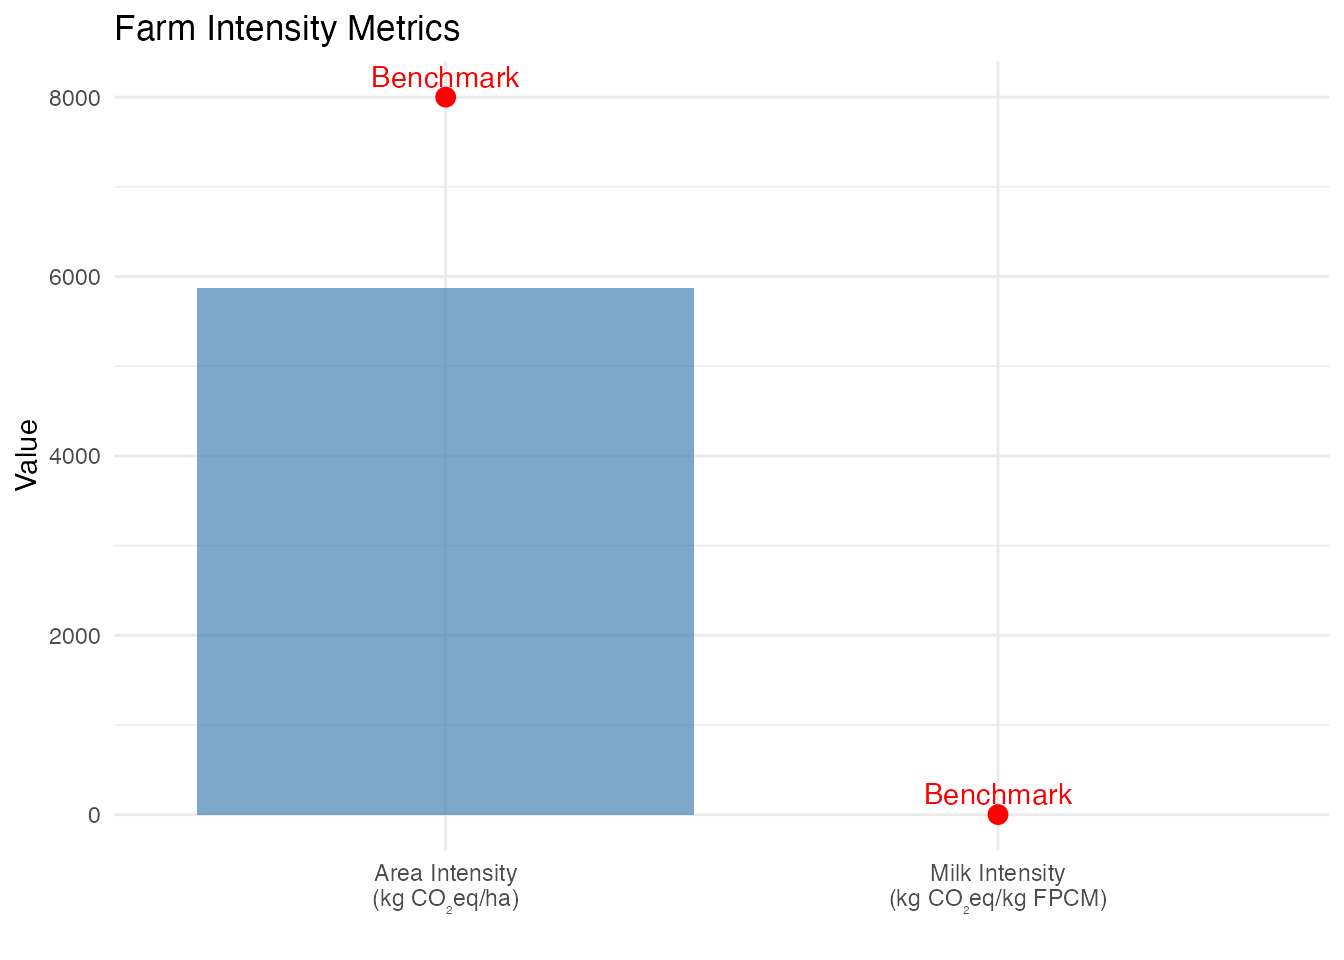 Farm Intensity Metrics
Benchmark
8000
6000
4000
2000
0
Value
Benchmark
Area Intensity
(kg CO₂eq/ha)
Milk Intensity
(kg CO₂eq/kg FPCM)